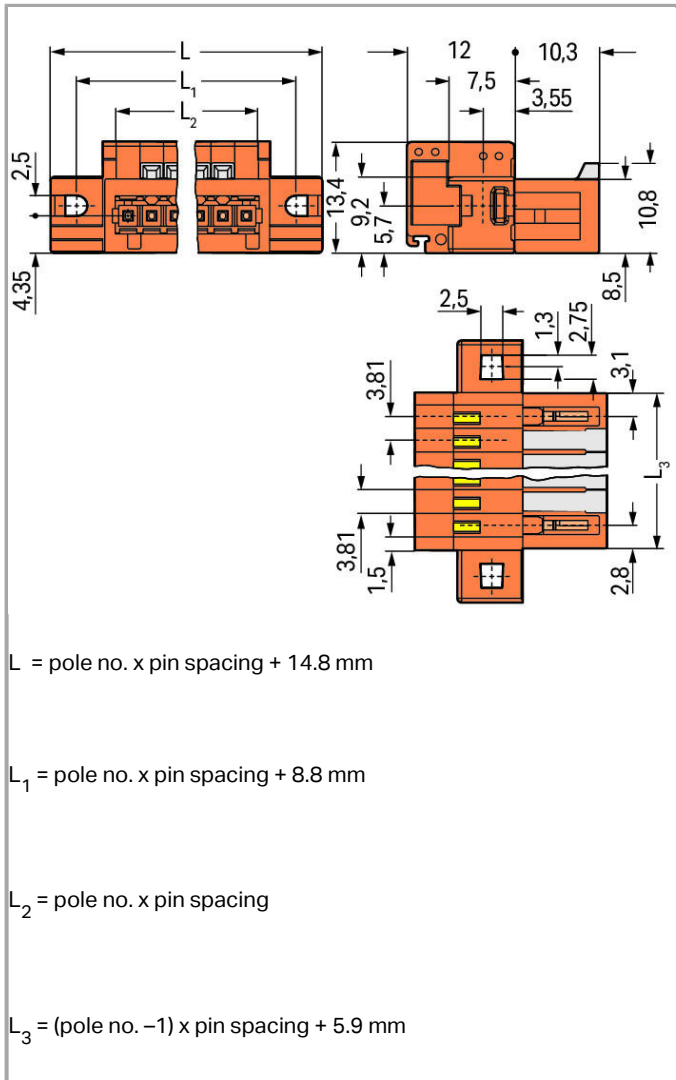 L
12
10,3
L1
7,5
L2
3,55
2,5
13,4
9,2
5,7
10,8
4,35
8,5
2,5
1,3
2,75
3,1
3,81
L3
3,81
1,5
2,8
L = pole no. x pin spacing + 14.8 mm
L1 = pole no. x pin spacing + 8.8 mm
L2 = pole no. x pin spacing
L3 = (pole no. –1) x pin spacing + 5.9 mm